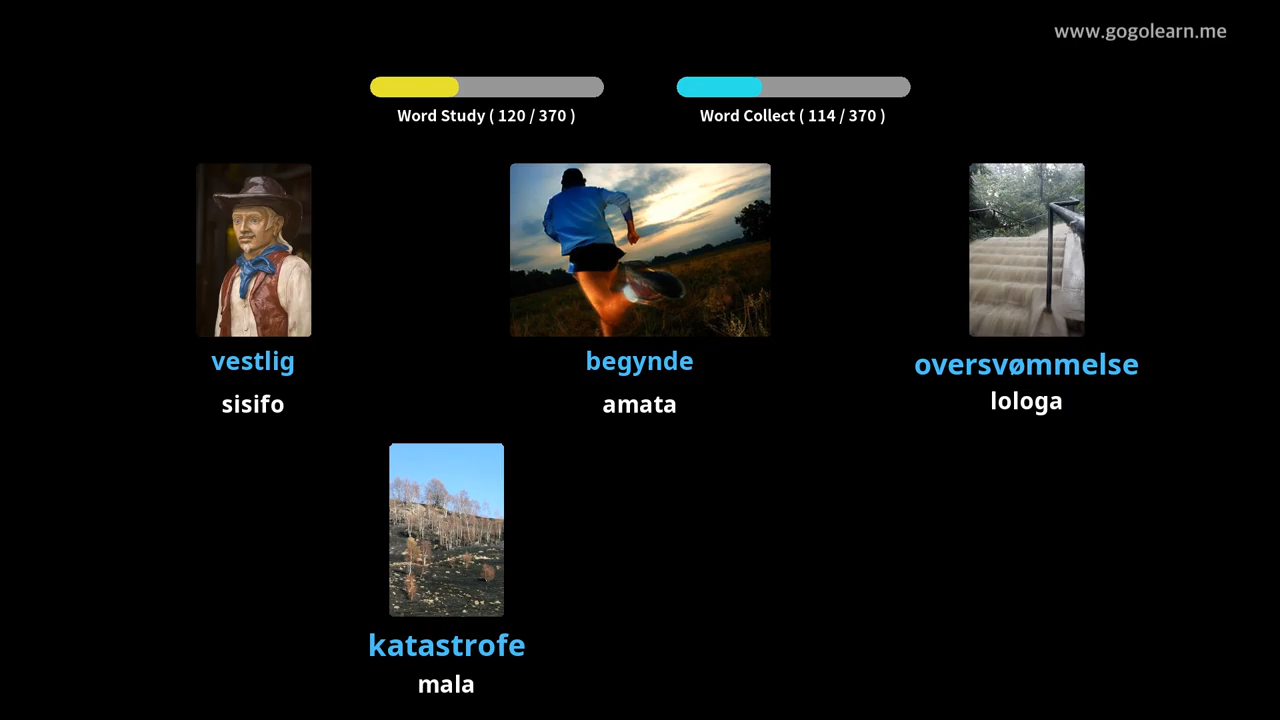 www.gogolearn.me
Word Study ( 120 / 370 )
Word Collect ( 114 / 370 )
vestlig
sisifo
begynde
amata
oversvømmelse
lologa
katastrofe
mala